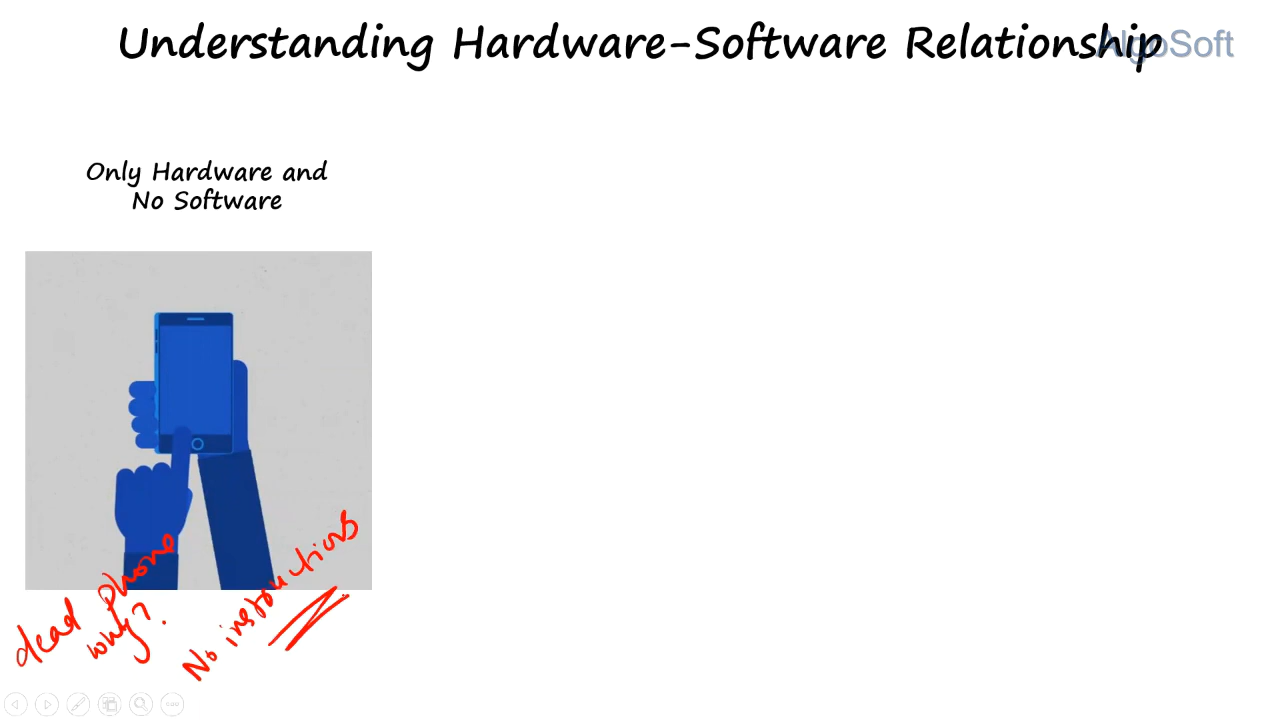 Understanding Hardware-Software Relationship
AlgoSoft
Only Hardware and
No Software
dead phone
why?
No instructions